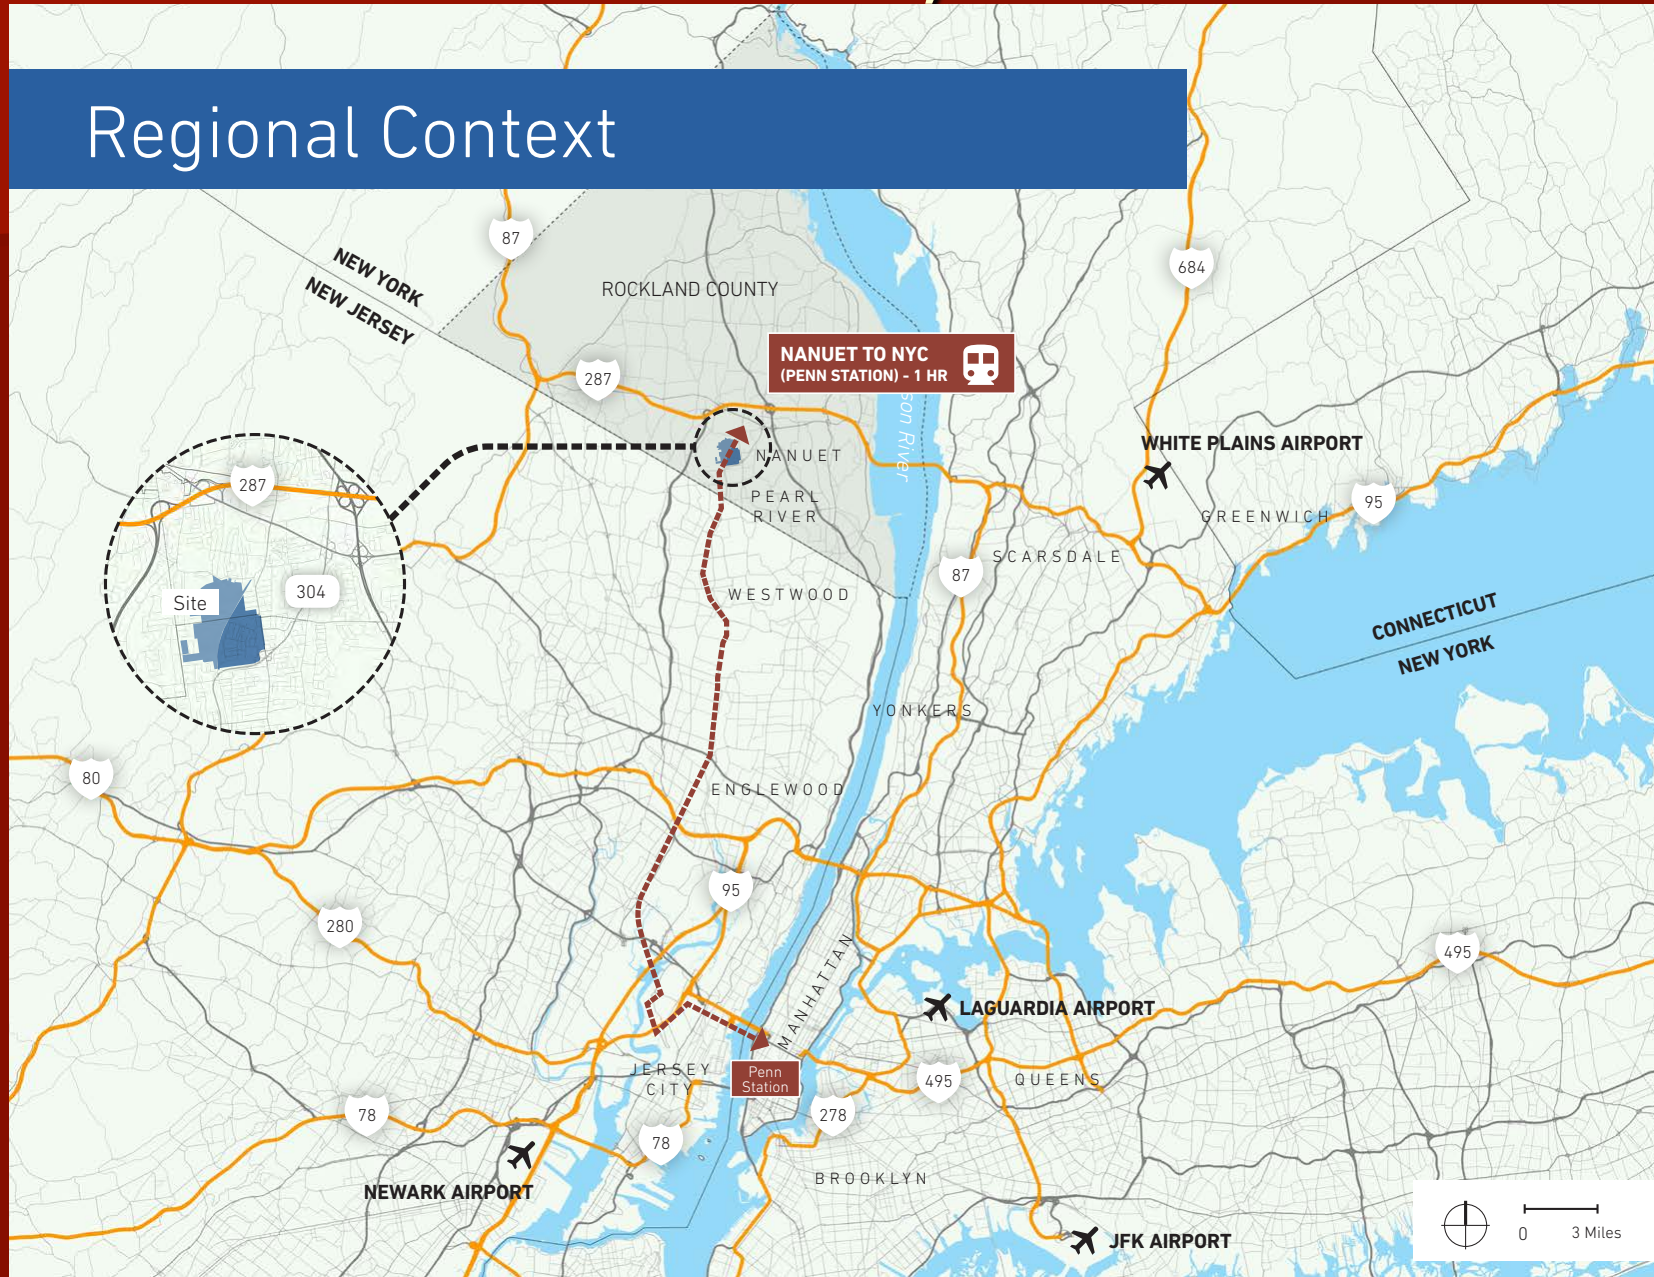 Regional Context
87
NEW YORK
NEW JERSEY
ROCKLAND COUNTY
684
NANUET TO NYC
(PENN STATION) - 1 HR
287
son River
NANUET
WHITE PLAINS AIRPORT
287
PEARL
RIVER
95
GREENWICH
SCARSDALE
87
304
Site
WESTWOOD
CONNECTICUT
NEW YORK
YONKERS
80
ENGLEWOOD
95
280
MANHATTAN
495
LAGUARDIA AIRPORT
JERSEY
CITY
Penn
Station
495
QUEENS
78
278
78
BROOKLYN
NEWARK AIRPORT
JFK AIRPORT
0 3 Miles